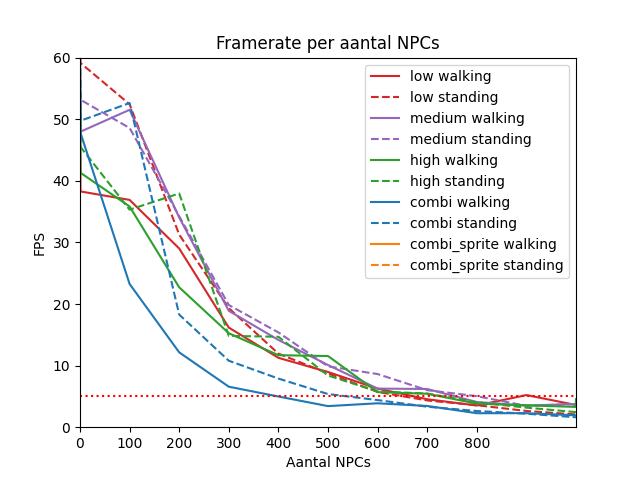 Framerate per aantal NPCs
60
50
40
30
20
10
0
FPS
low walking
low standing
medium walking
medium standing
high walking
high standing
combi walking
combi standing
combi_sprite walking
combi_sprite standing
0 100 200 300 400 500 600 700 800
Aantal NPCs